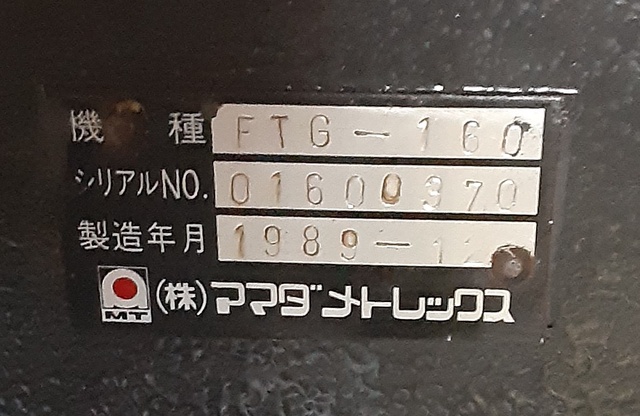 機種 FTG-160
シリアルNO. 01600370
製造年月 1989-12
MT (株)アマダメトレックス